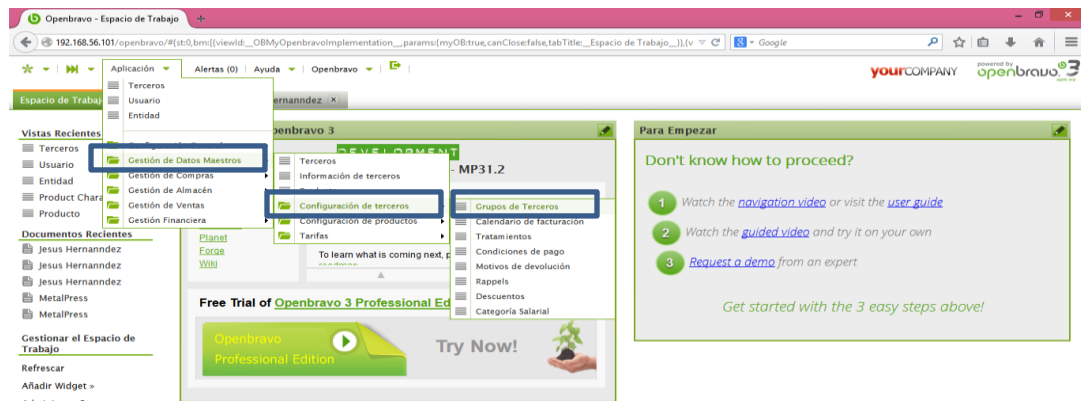 Openbravo - Espacio de Trabajo
192.168.56.101/openbravo/#{st:0,bm:[{viewId:__OBMyOpenbravoImplementation__,params:{myOB:true,canClose:false,tabTitle:__Espacio de Trabajo__}},{v
Google
Aplicación
Alertas (0)
Ayuda
Openbravo
yourCOMPANY
powered by
openbravo 3
Espacio de Trabaj
ernanndez
Terceros
Usuario
Entidad
Gestión de Datos Maestros
Gestión de Compras
Gestión de Almacén
Gestión de Ventas
Gestión Financiera
Terceros
Información de terceros
Configuración de terceros
Configuración de productos
Tarifas
Grupos de Terceros
Calendario de facturación
Tratamientos
Condiciones de pago
Motivos de devolución
Rappels
Descuentos
Categoría Salarial
Vistas Recientes
Terceros
Usuario
Entidad
Product Chara
Producto
Documentos Recientes
Jesus Hernanndez
Jesus Hernanndez
Jesus Hernanndez
MetalPress
MetalPress
Gestionar el Espacio de
Trabajo
Refrescar
Añadir Widget »
penbravo 3
DEVELOPMENT
- MP31.2
Planet
Forge
Wiki
To learn what is coming next, p
Free Trial of Openbravo 3 Professional Ed
Openbravo
Professional Edition
Try Now!
Para Empezar
Don't know how to proceed?
1 Watch the navigation video or visit the user guide
2 Watch the guided video and try it on your own
3 Request a demo from an expert
Get started with the 3 easy steps above!